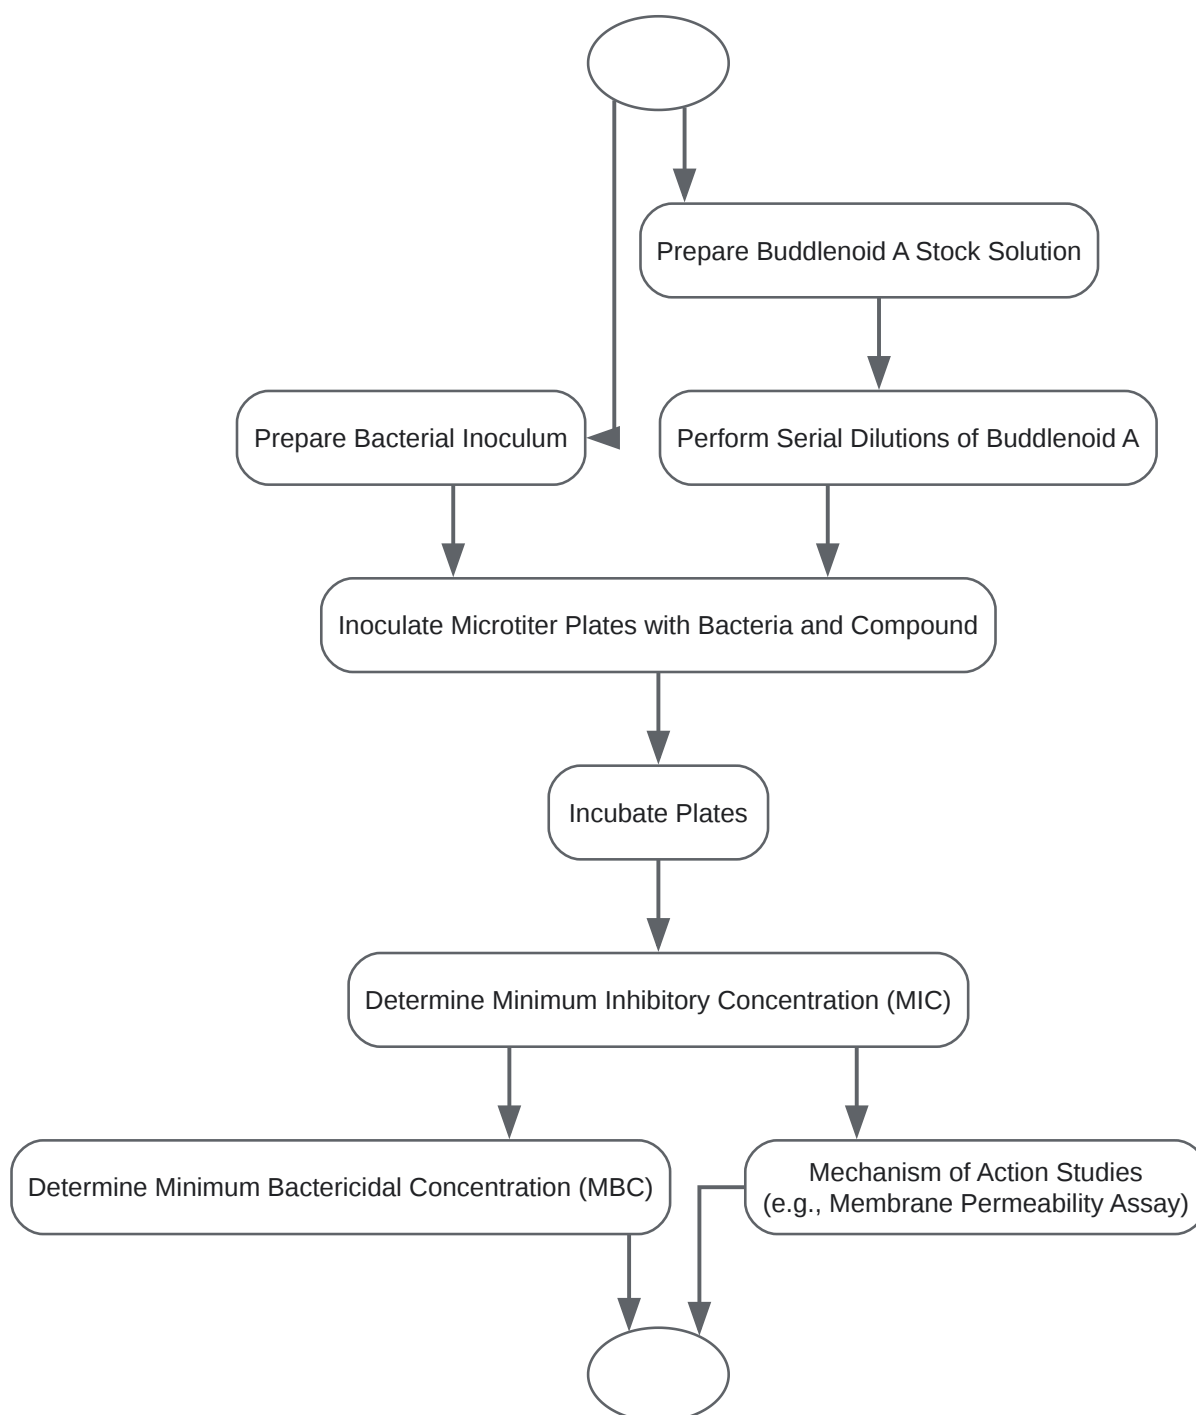 Prepare Buddlenoid A Stock Solution
Prepare Bacterial Inoculum
Perform Serial Dilutions of Buddlenoid A
Inoculate Microtiter Plates with Bacteria and Compound
Incubate Plates
Determine Minimum Inhibitory Concentration (MIC)
Determine Minimum Bactericidal Concentration (MBC)
Mechanism of Action Studies
(e.g., Membrane Permeability Assay)